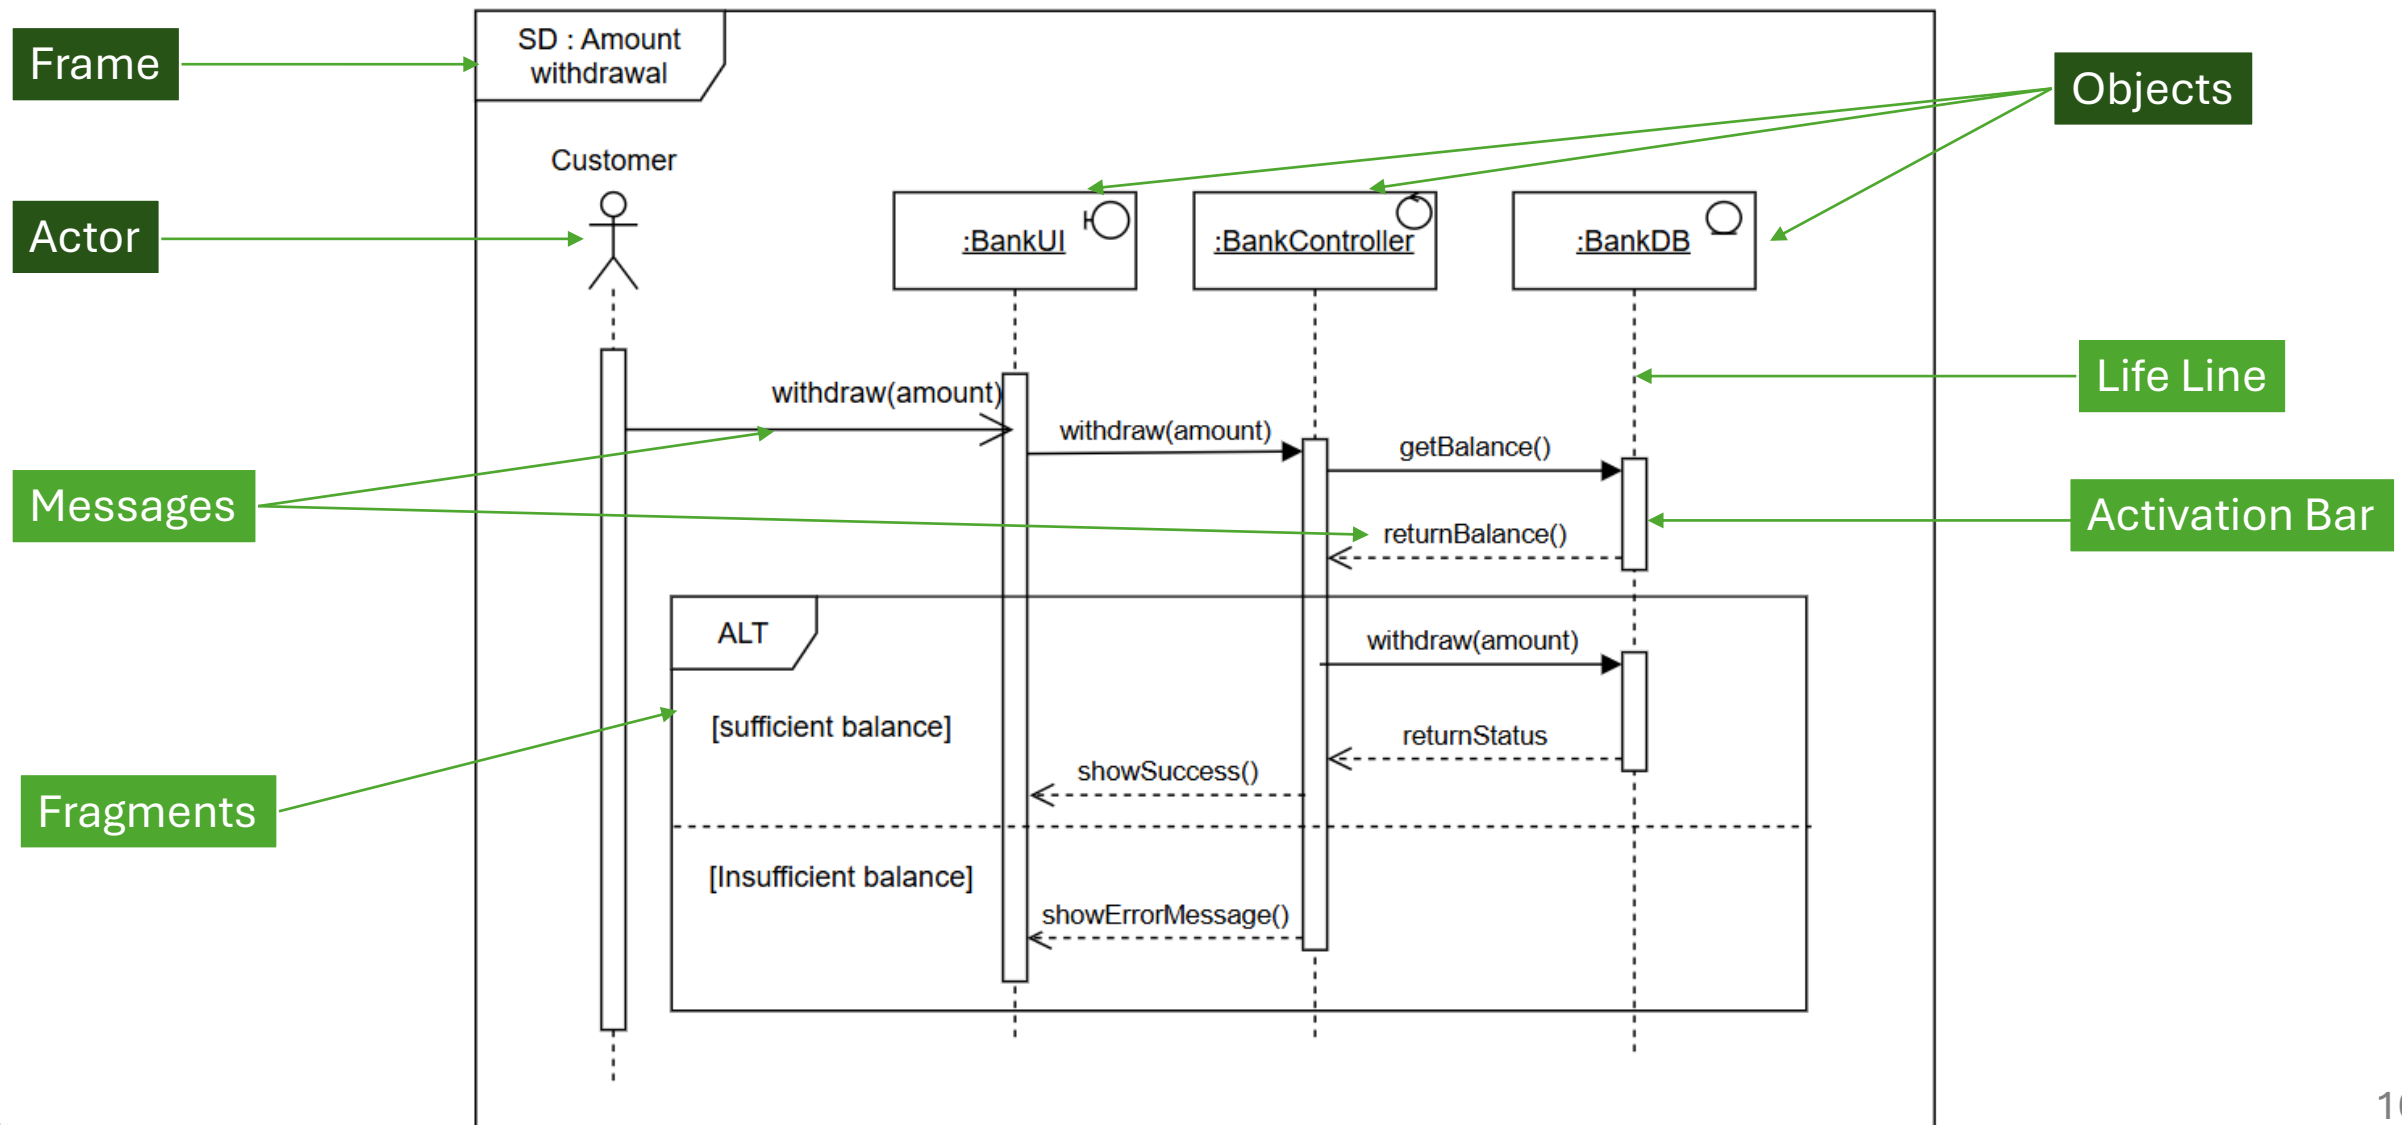 Frame
SD : Amount
withdrawal
Objects
Customer
Actor
:BankUI
:BankController
:BankDB
Life Line
withdraw(amount)
withdraw(amount)
getBalance()
Messages
Activation Bar
returnBalance()
ALT
withdraw(amount)
[sufficient balance]
returnStatus
showSuccess()
Fragments
[Insufficient balance]
showErrorMessage()